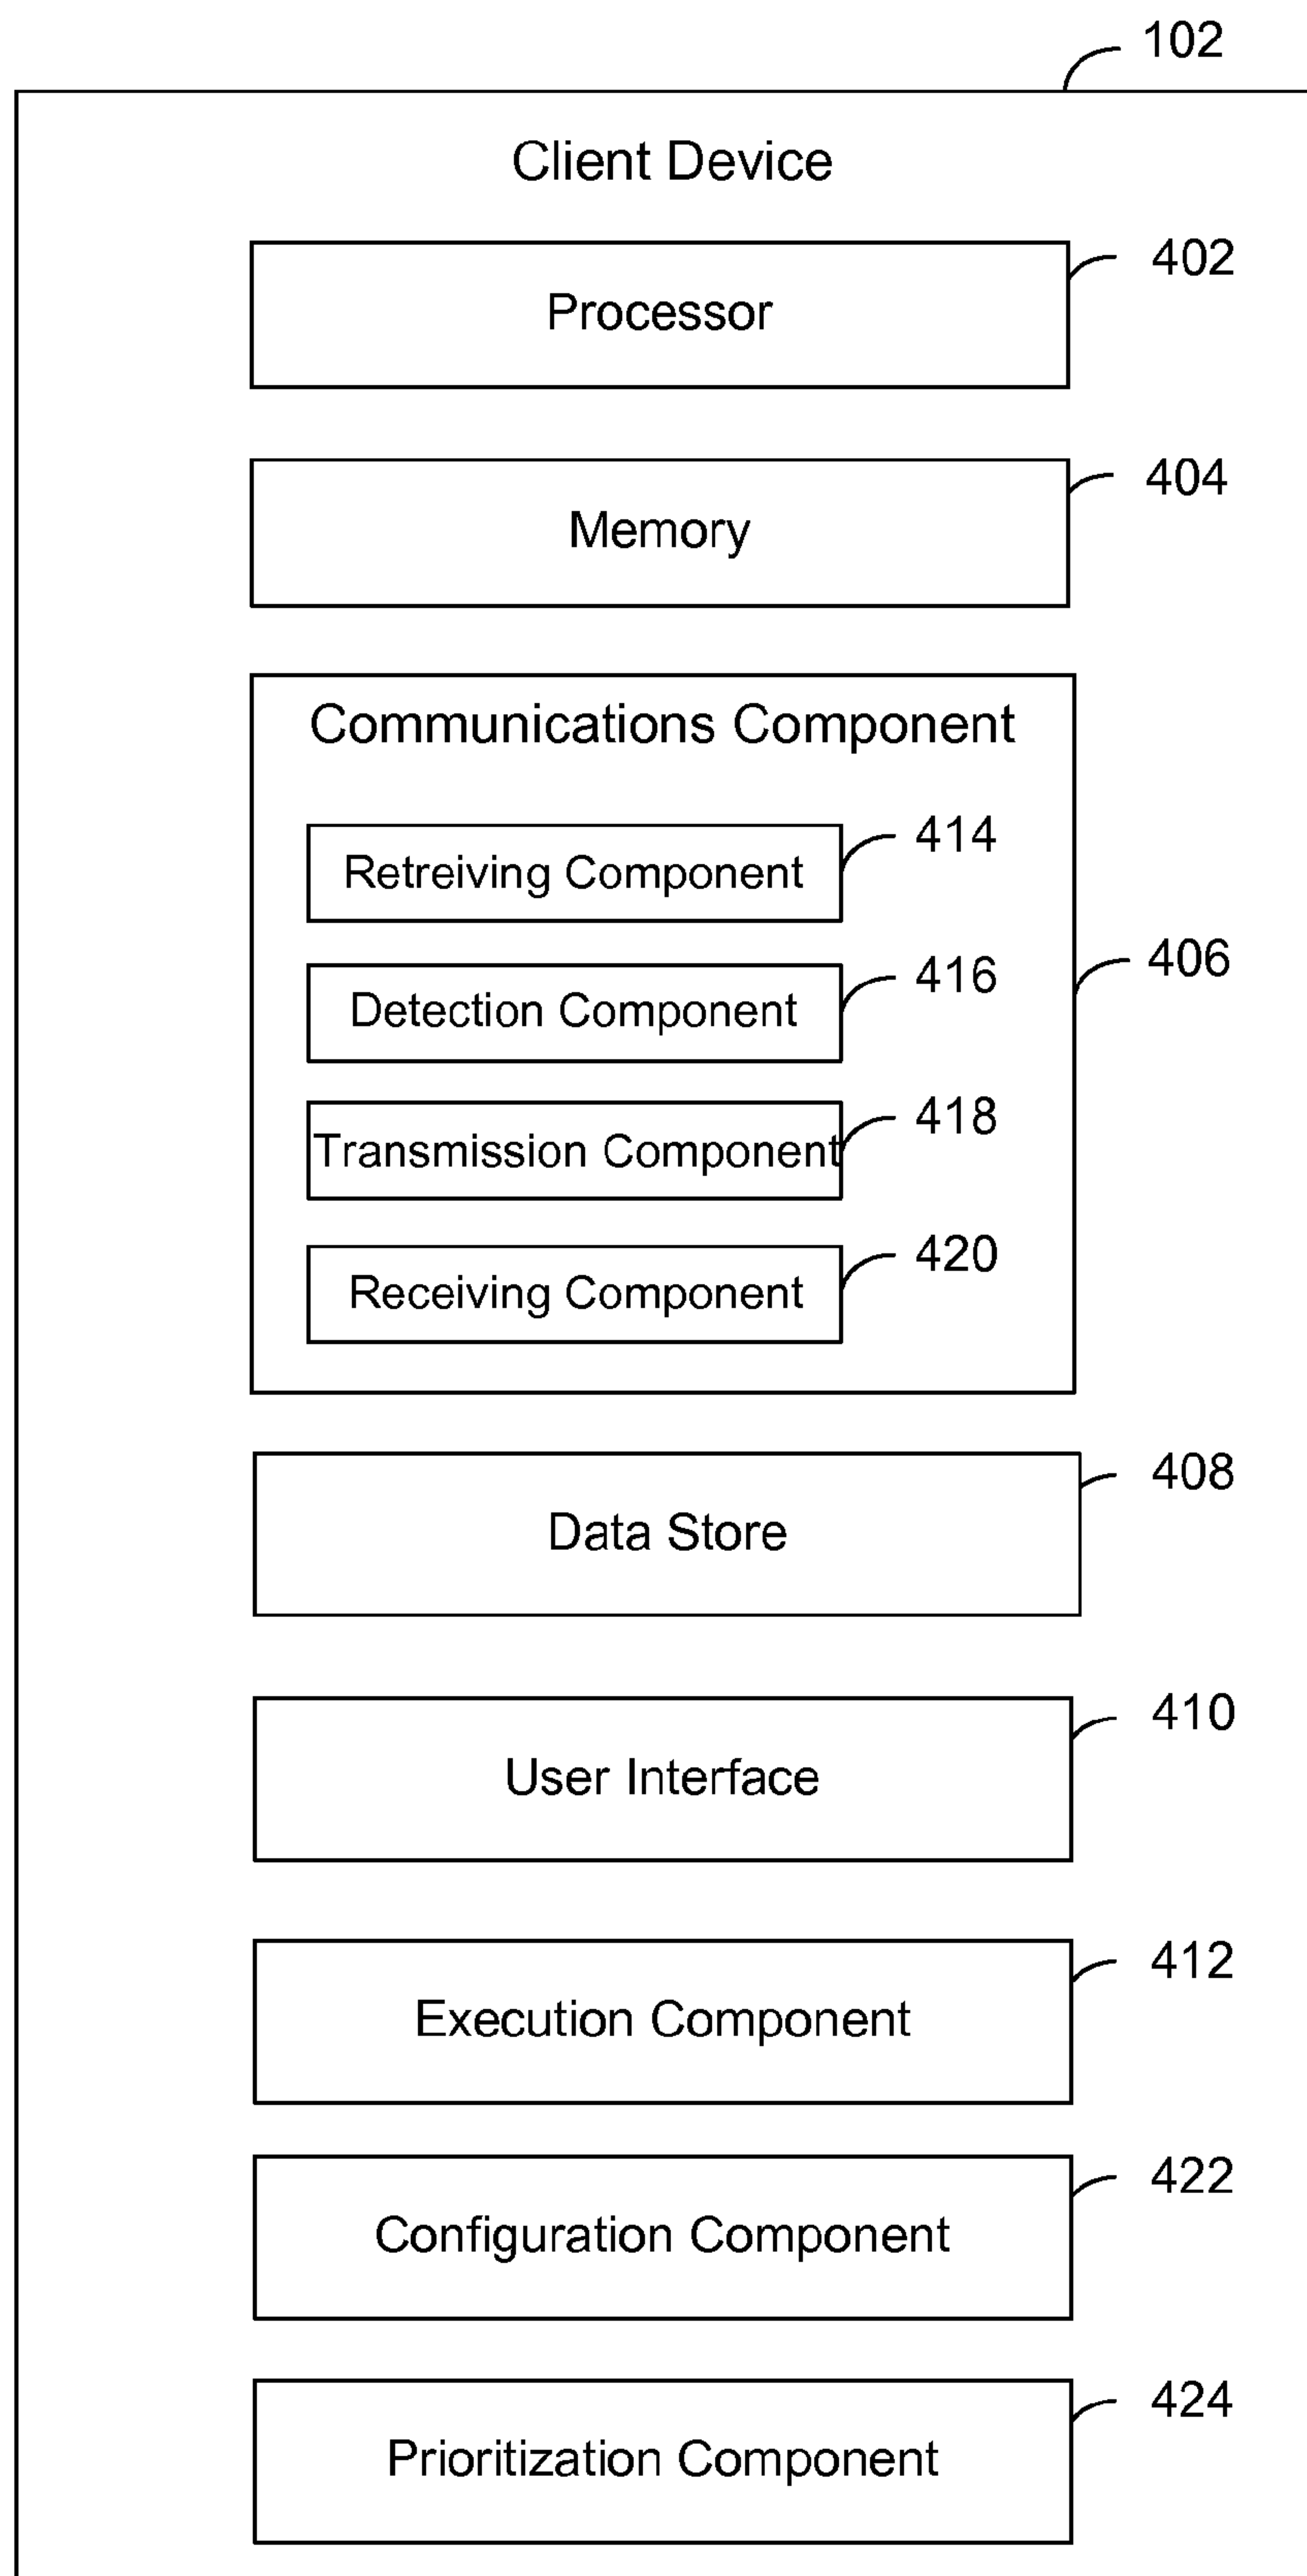 102
Client Device
402
Processor
404
Memory
Communications Component
414
Retreiving Component
406
416
Detection Component
418
Transmission Component
420
Receiving Component
408
Data Store
410
User Interface
412
Execution Component
422
Configuration Component
424
Prioritization Component